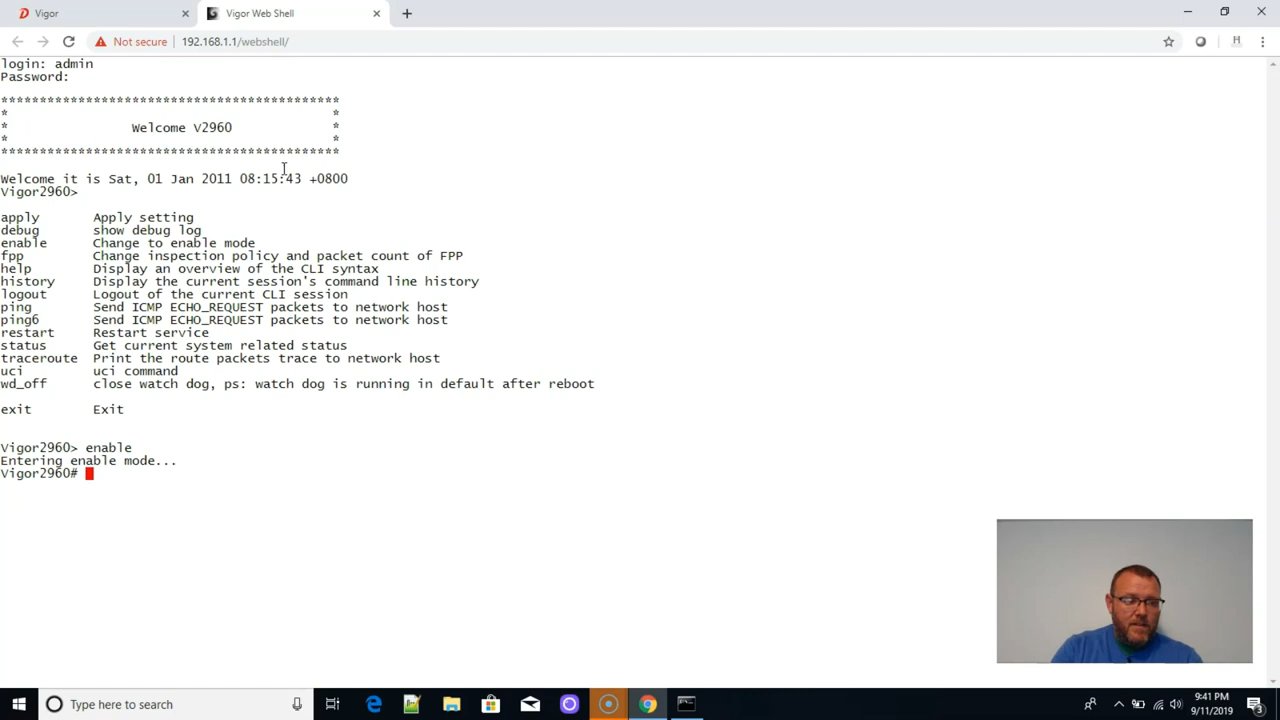 Vigor
Vigor Web Shell
Not secure
192.168.1.1/webshell/
login: admin
Password:
********************************************
* *
* Welcome V2960 *
* *
********************************************
Welcome it is Sat, 01 Jan 2011 08:15:43 +0800
Vigor2960>
apply Apply setting
debug show debug log
enable Change to enable mode
fpp Change inspection policy and packet count of FPP
help Display an overview of the CLI syntax
history Display the current session's command line history
logout Logout of the current CLI session
ping Send ICMP ECHO_REQUEST packets to network host
ping6 Send ICMP ECHO_REQUEST packets to network host
restart Restart service
status Get current system related status
traceroute Print the route packets trace to network host
uci uci command
wd_off close watch dog, ps: watch dog is running in default after reboot
exit Exit
Vigor2960> enable
Entering enable mode...
Vigor2960#
Type here to search
9:41 PM
9/11/2019
3